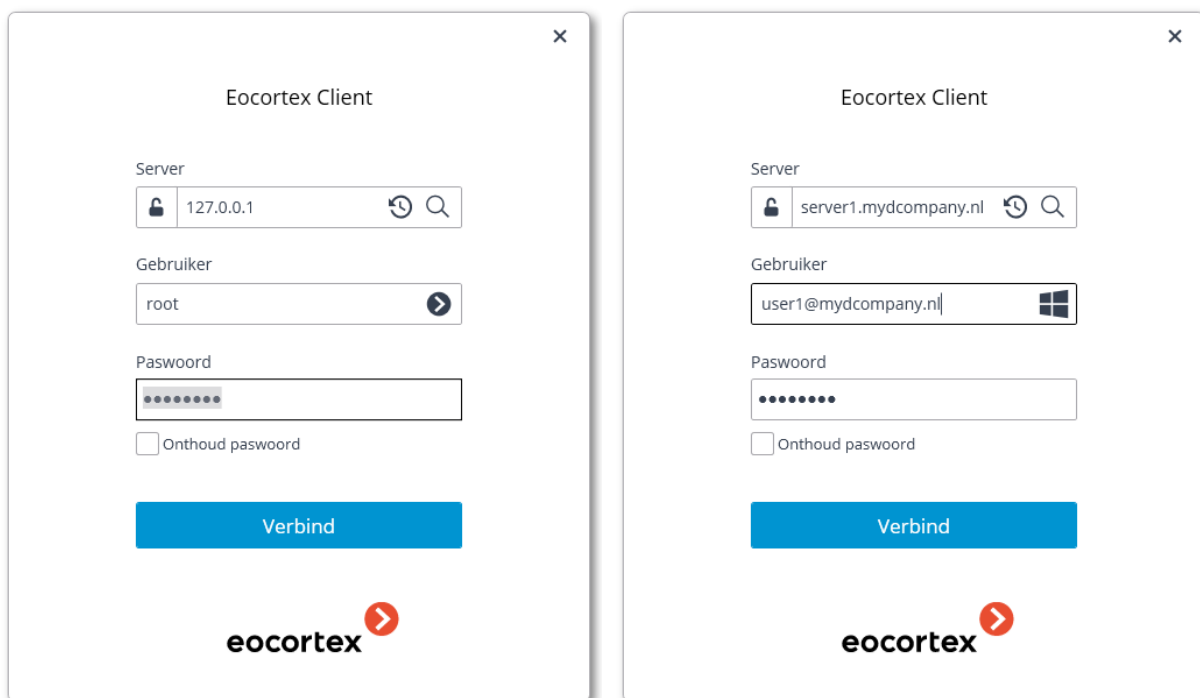 Eocortex Client
Server
127.0.0.1
Gebruiker
root
Paswoord
Onthoud paswoord
Verbind
eocortex
Eocortex Client
Server
server1.mydcompany.nl
Gebruiker
user1@mydcompany.nl
Paswoord
Onthoud paswoord
Verbind
eocortex